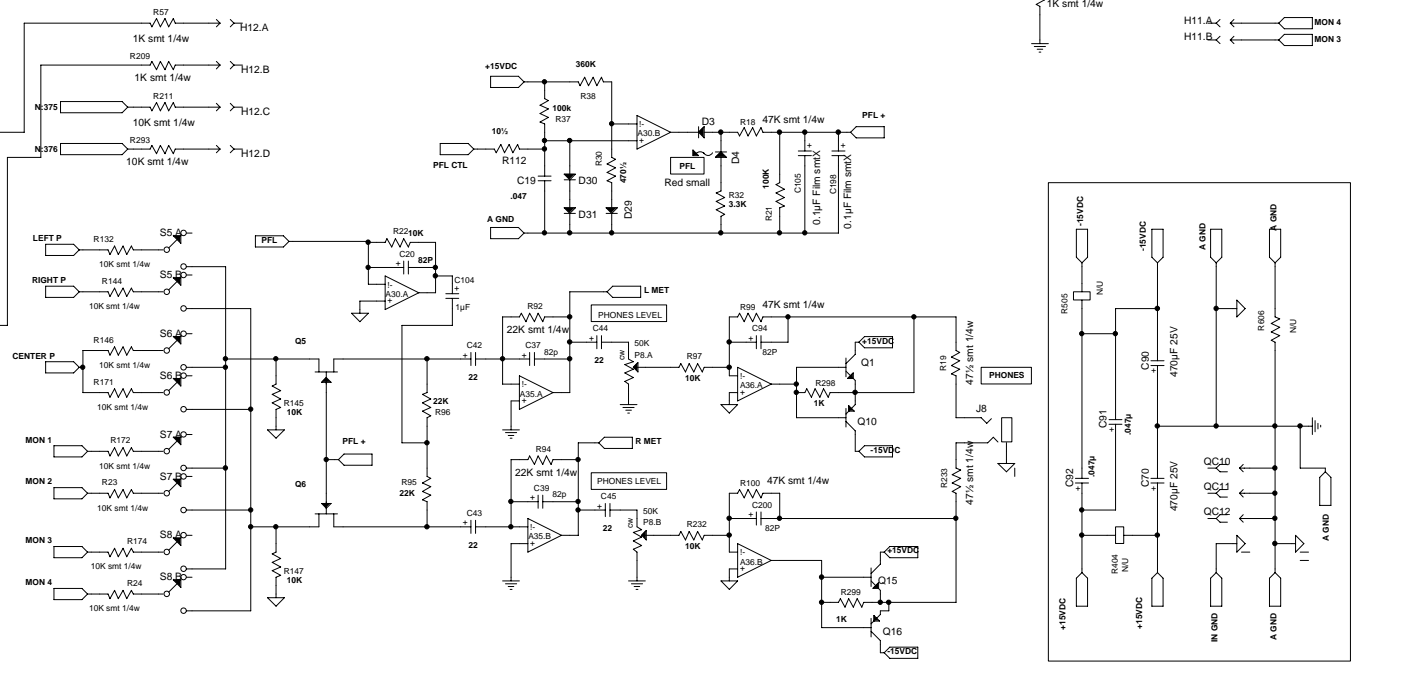 R57
1K smt 1/4w
H12.A
R209
1K smt 1/4w
H12.B
N:375
R211
10K smt 1/4w
H12.C
N:376
R293
10K smt 1/4w
H12.D
1K smt 1/4w
H11.A
MON 4
H11.B
MON 3
+15VDC
360K
R38
100k
R37
10½
PFL CTL
R112
C19
.047
D30
D31
R30
470½
D29
A30.B
D3
R18
47K smt 1/4w
PFL +
PFL
Red small
D4
R32
3.3K
100K
R21
C105
0.1µF Film smtX
C198
0.1µF Film smtX
A GND
LEFT P
R132
10K smt 1/4w
S5.A
RIGHT P
R144
10K smt 1/4w
S5.B
CENTER P
R146
10K smt 1/4w
S6.A
R171
10K smt 1/4w
S6.B
MON 1
R172
10K smt 1/4w
S7.A
MON 2
R23
10K smt 1/4w
S7.B
MON 3
R174
10K smt 1/4w
S8.A
MON 4
R24
10K smt 1/4w
S8.B
PFL
R22
10K
C20
82P
A30.A
C104
1µF
Q5
R145
10K
PFL +
Q6
R147
10K
22K
R96
R95
22K
C42
22
R92
22K smt 1/4w
C37
82p
A35.A
L MET
PHONES LEVEL
C44
22
50K
CW
P8.A
R97
10K
R99
47K smt 1/4w
C94
82P
A36.A
+15VDC
Q1
R298
1K
Q10
-15VDC
R19
47½ smt 1/4w
PHONES
J8
C43
22
R94
22K smt 1/4w
C39
82p
A35.B
R MET
PHONES LEVEL
C45
22
50K
CW
P8.B
R232
10K
R100
47K smt 1/4w
C200
82P
A36.B
+15VDC
Q15
R299
1K
Q16
-15VDC
R233
47½ smt 1/4w
-15VDC
-15VDC
A GND
A GND
R505
N/U
C90
470µF 25V
R606
N/U
C91
.047µ
C92
.047µ
C70
470µF 25V
QC10
QC11
QC12
A GND
R404
N/U
+15VDC
+15VDC
IN GND
A GND